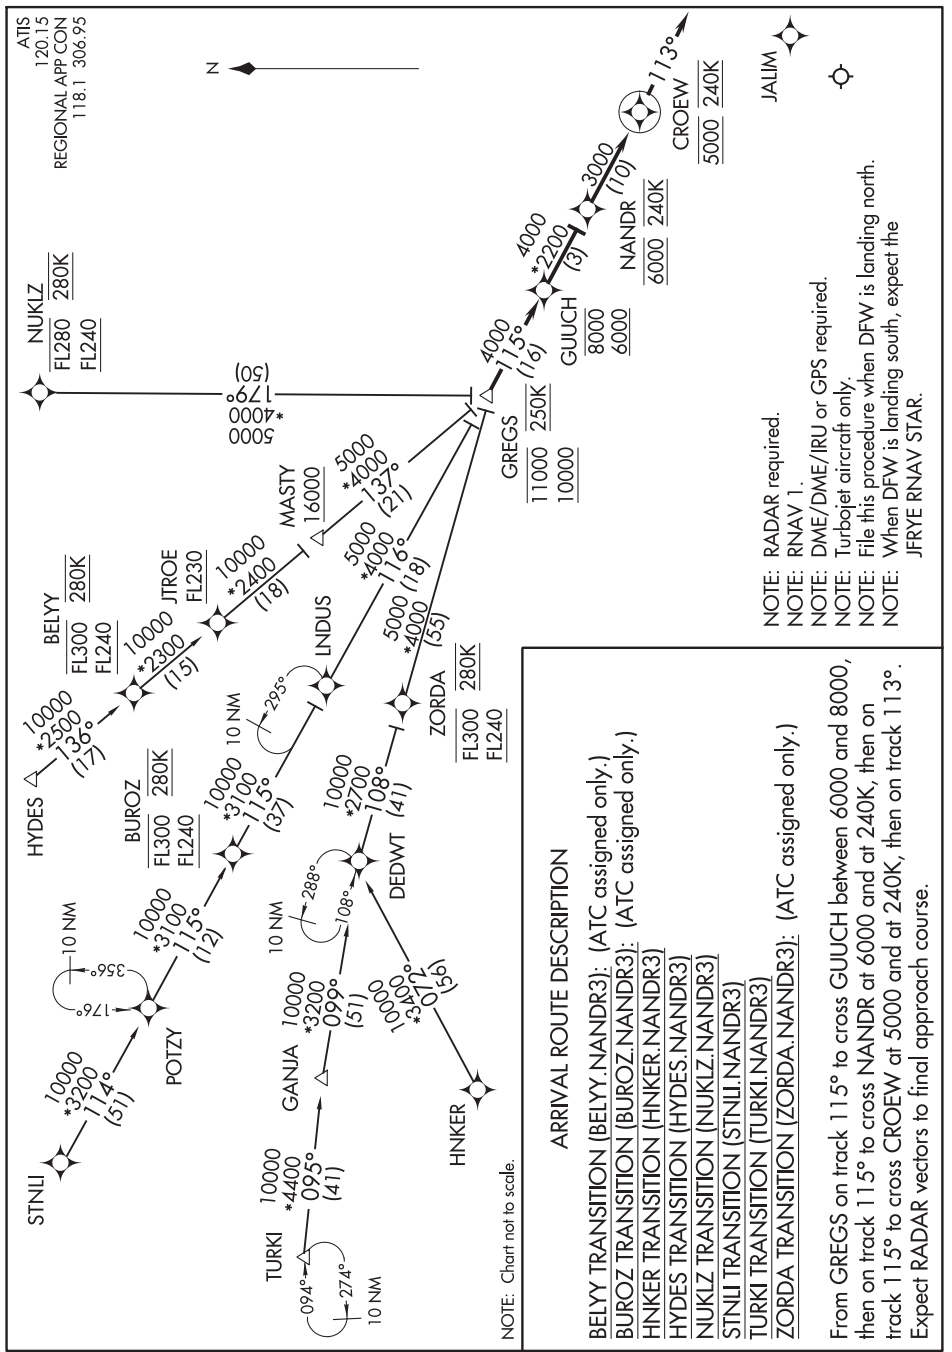 ATIS
120.15
REGIONAL APP CON
118.1 306.95
N
NUKLZ
FL280 280K
FL240
5000
*4000
179°
(50)
HYDES
10000
*2500
136°
(17)
BELYY
FL300 280K
FL240
10000
*2300
(15)
JTROE
FL230
10000
*2400
(18)
MASTY
16000
5000
*4000
137°
(21)
STNLI
10000
*3200
114°
(51)
POTZY
10 NM
356°
176°
10000
*3100
115°
(12)
BUROZ
FL300 280K
FL240
10000
*3100
115°
(37)
LNDUS
10 NM
295°
5000
*4000
116°
(18)
TURKI
094°
274°
10 NM
10000
*4400
095°
(41)
GANJA
10000
*3200
099°
(51)
HNKER
10000
*3400
072°
(56)
DEDWT
10 NM
288°
108°
10000
*2700
108°
(41)
ZORDA
FL300 280K
FL240
5000
*4000
(55)
GREGS
11000 250K
10000
4000
115°
(16)
GUUCH
8000
6000
4000
*2200
(3)
NANDR
6000 240K
3000
(10)
CROEW
5000 240K
113°
JALIM
NOTE: RADAR required.
NOTE: RNAV 1.
NOTE: DME/DME/IRU or GPS required.
NOTE: Turbojet aircraft only.
NOTE: File this procedure when DFW is landing north.
NOTE: When DFW is landing south, expect the
JFRYE RNAV STAR.
NOTE: Chart not to scale.
ARRIVAL ROUTE DESCRIPTION
BELYY TRANSITION (BELYY.NANDR3): (ATC assigned only.)
BUROZ TRANSITION (BUROZ.NANDR3): (ATC assigned only.)
HNKER TRANSITION (HNKER.NANDR3)
HYDES TRANSITION (HYDES.NANDR3)
NUKLZ TRANSITION (NUKLZ.NANDR3)
STNLI TRANSITION (STNLI.NANDR3)
TURKI TRANSITION (TURKI.NANDR3)
ZORDA TRANSITION (ZORDA.NANDR3): (ATC assigned only.)
From GREGS on track 115° to cross GUUCH between 6000 and 8000,
then on track 115° to cross NANDR at 6000 and at 240K, then on
track 115° to cross CROEW at 5000 and at 240K, then on track 113°.
Expect RADAR vectors to final approach course.